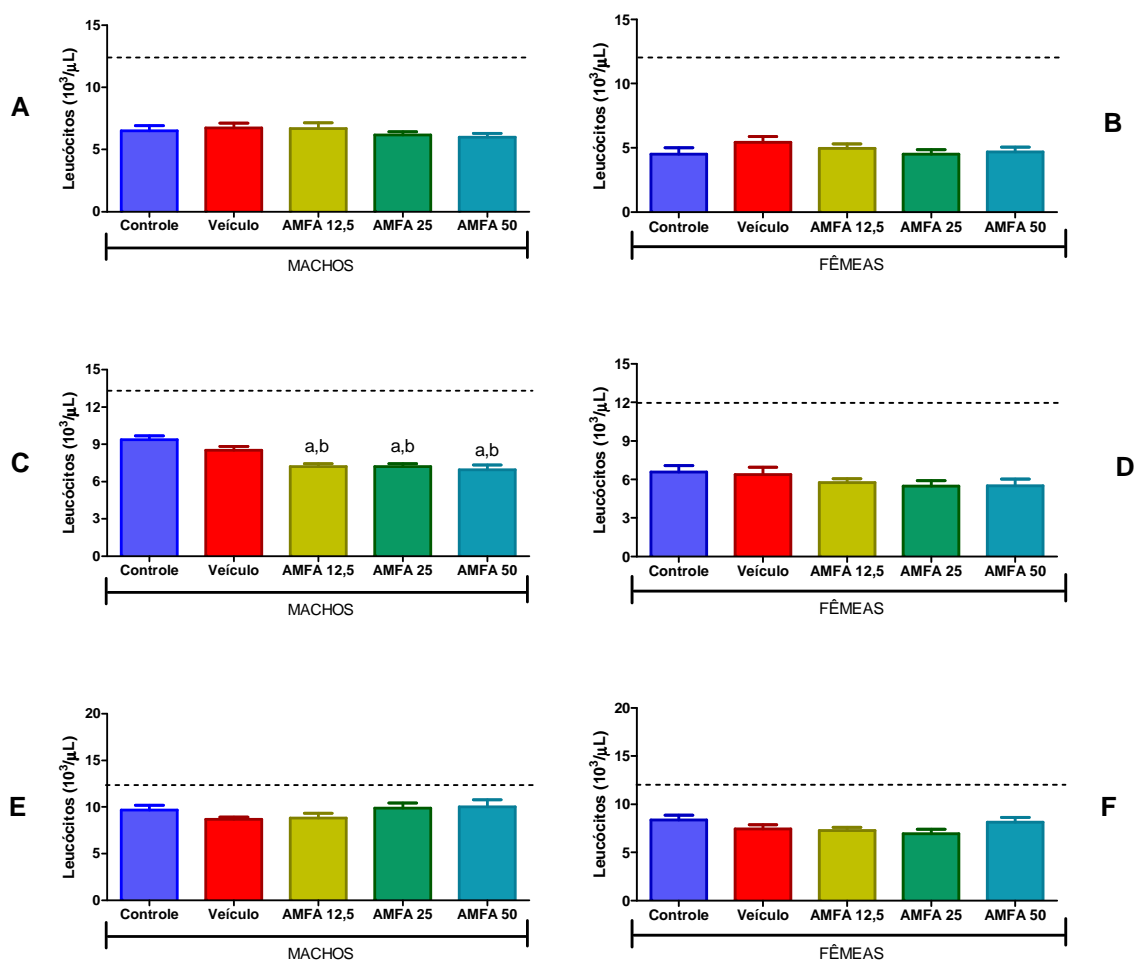 A
Leucócitos (10³/µL)
15
10
5
0
Controle Veículo AMFA 12,5 AMFA 25 AMFA 50
MACHOS
B
Leucócitos (10³/µL)
15
10
5
0
Controle Veículo AMFA 12,5 AMFA 25 AMFA 50
FÊMEAS
C
Leucócitos (10³/µL)
15
12
9
6
3
0
a,b a,b a,b
Controle Veículo AMFA 12,5 AMFA 25 AMFA 50
MACHOS
D
Leucócitos (10³/µL)
15
12
9
6
3
0
Controle Veículo AMFA 12,5 AMFA 25 AMFA 50
FÊMEAS
E
Leucócitos (10³/µL)
20
15
10
5
0
Controle Veículo AMFA 12,5 AMFA 25 AMFA 50
MACHOS
F
Leucócitos (10³/µL)
20
15
10
5
0
Controle Veículo AMFA 12,5 AMFA 25 AMFA 50
FÊMEAS